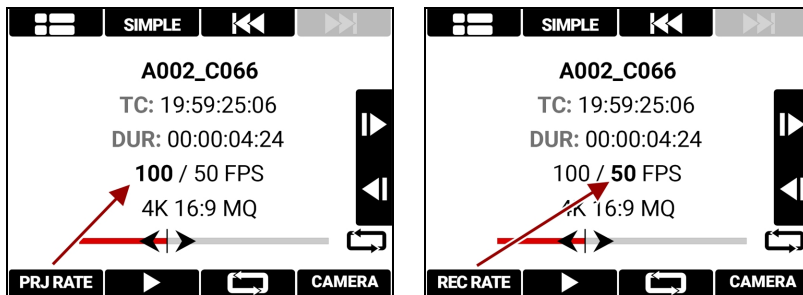 SIMPLE
A002_C066
TC: 19:59:25:06
DUR: 00:00:04:24
100 / 50 FPS
4K 16:9 MQ
PRJ RATE
CAMERA
SIMPLE
A002_C066
TC: 19:59:25:06
DUR: 00:00:04:24
100 / 50 FPS
4K 16:9 MQ
REC RATE
CAMERA